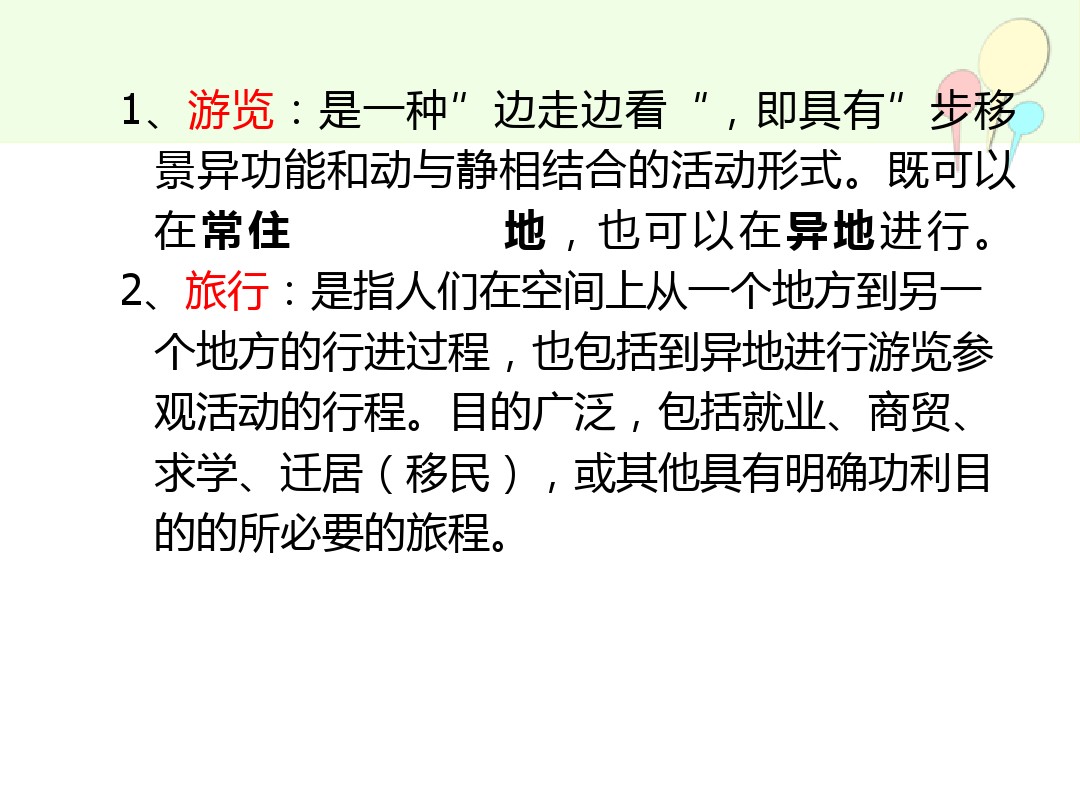 1、游览：是一种”边走边看“，即具有”步移
景异功能和动与静相结合的活动形式。既可以
在常住 地，也可以在异地进行。
2、旅行：是指人们在空间上从一个地方到另一
个地方的行进过程，也包括到异地进行游览参
观活动的行程。目的广泛，包括就业、商贸、
求学、迁居（移民），或其他具有明确功利目
的的所必要的旅程。